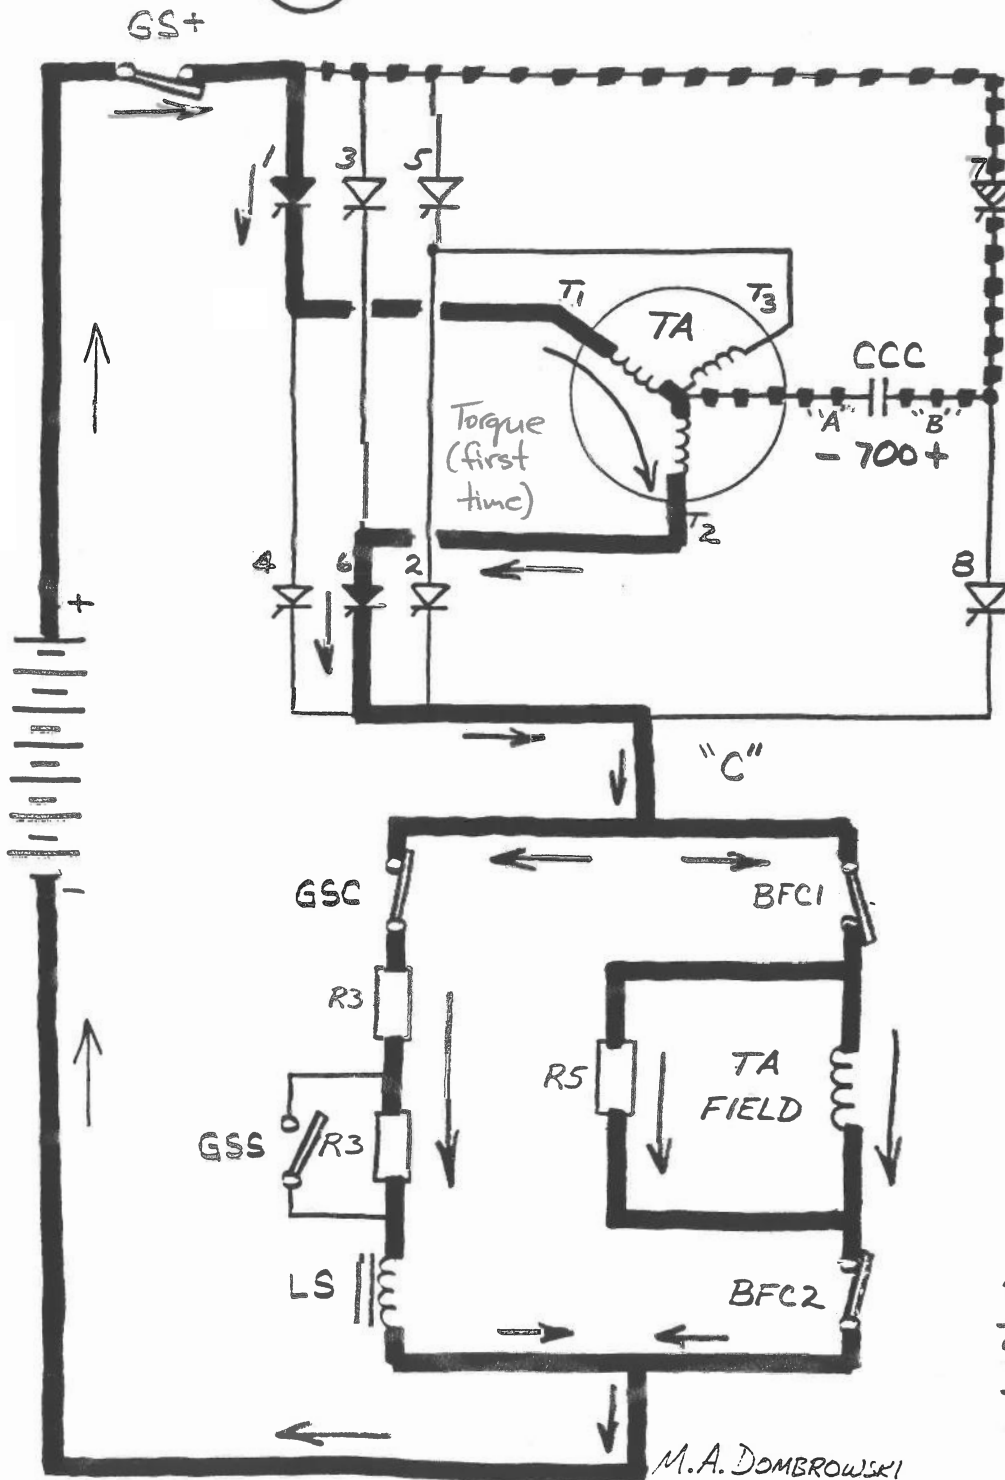 GS+
1
3
5
7
T1
T3
TA
CCC
"A"
"B"
- 700 +
Torque
(first
time)
T2
4
6
2
8
+
-
"C"
GSC
BFC1
R3
R5
TA
FIELD
GSS
R3
LS
BFC2
M.A. DOMBROWSKI